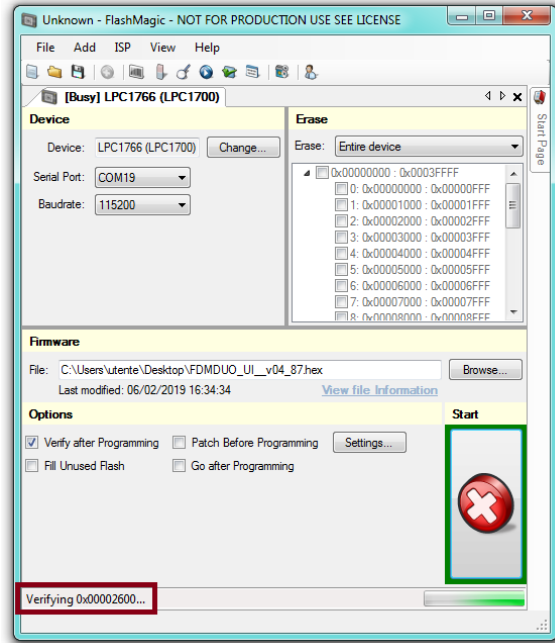 Unknown - FlashMagic - NOT FOR PRODUCTION USE SEE LICENSE
File Add ISP View Help
[Busy] LPC1766 (LPC1700)
Start Page
Device
Device: LPC1766 (LPC1700) Change...
Serial Port: COM19
Baudrate: 115200
Erase
Erase: Entire device
0x00000000 : 0x0003FFFF
0: 0x00000000 : 0x00000FFF
1: 0x00001000 : 0x00001FFF
2: 0x00002000 : 0x00002FFF
3: 0x00003000 : 0x00003FFF
4: 0x00004000 : 0x00004FFF
5: 0x00005000 : 0x00005FFF
6: 0x00006000 : 0x00006FFF
7: 0x00007000 : 0x00007FFF
8: 0x00008000 : 0x00008FFF
Firmware
File: C:\Users\utente\Desktop\FDMDUO_UI__v04_87.hex Browse...
Last modified: 06/02/2019 16:34:34 View file Information
Options
Verify after Programming Patch Before Programming Settings...
Fill Unused Flash Go after Programming
Start
Verifying 0x00002600...